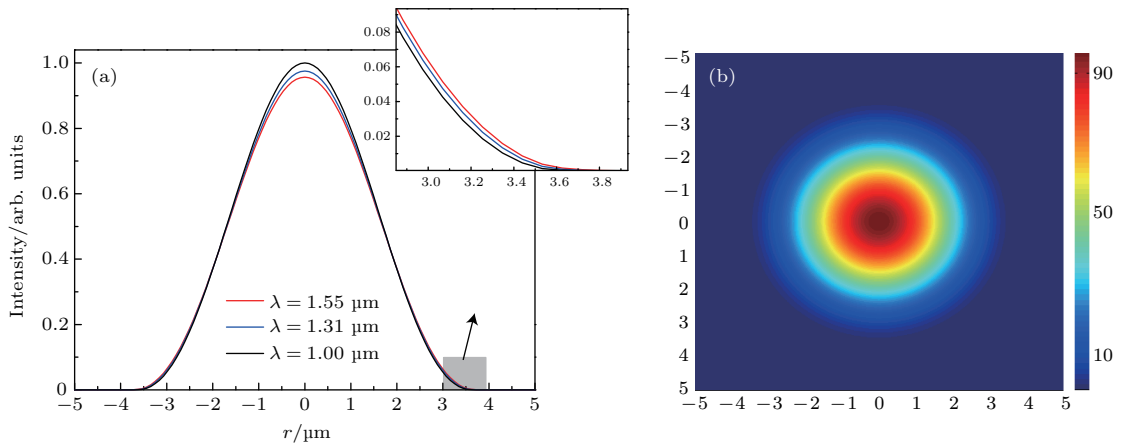 (a)
Intensity/arb. units
1.0
0.8
0.6
0.4
0.2
0
−5 −4 −3 −2 −1 0 1 2 3 4 5
r/µm
λ = 1.55 µm
λ = 1.31 µm
λ = 1.00 µm
0.08
0.06
0.04
0.02
3.0 3.2 3.4 3.6 3.8
(b)
-5
-4
-3
-2
-1
0
1
2
3
4
5
−5 −4 −3 −2 −1 0 1 2 3 4 5
90
50
10